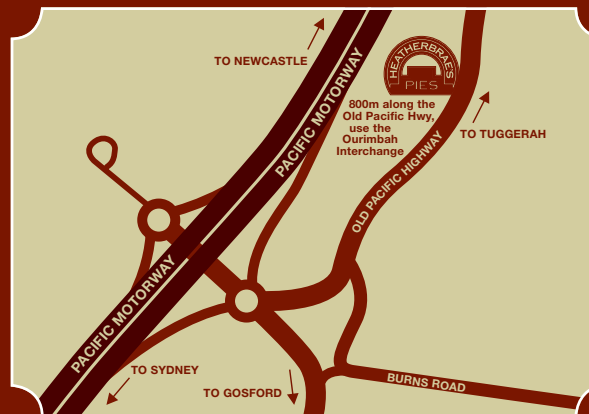 TO NEWCASTLE
PACIFIC MOTORWAY
HEATHERBRAE'S
PIES
800m along the
Old Pacific Hwy,
use the
Ourimbah
Interchange
TO TUGGERAH
OLD PACIFIC HIGHWAY
PACIFIC MOTORWAY
TO SYDNEY
TO GOSFORD
BURNS ROAD